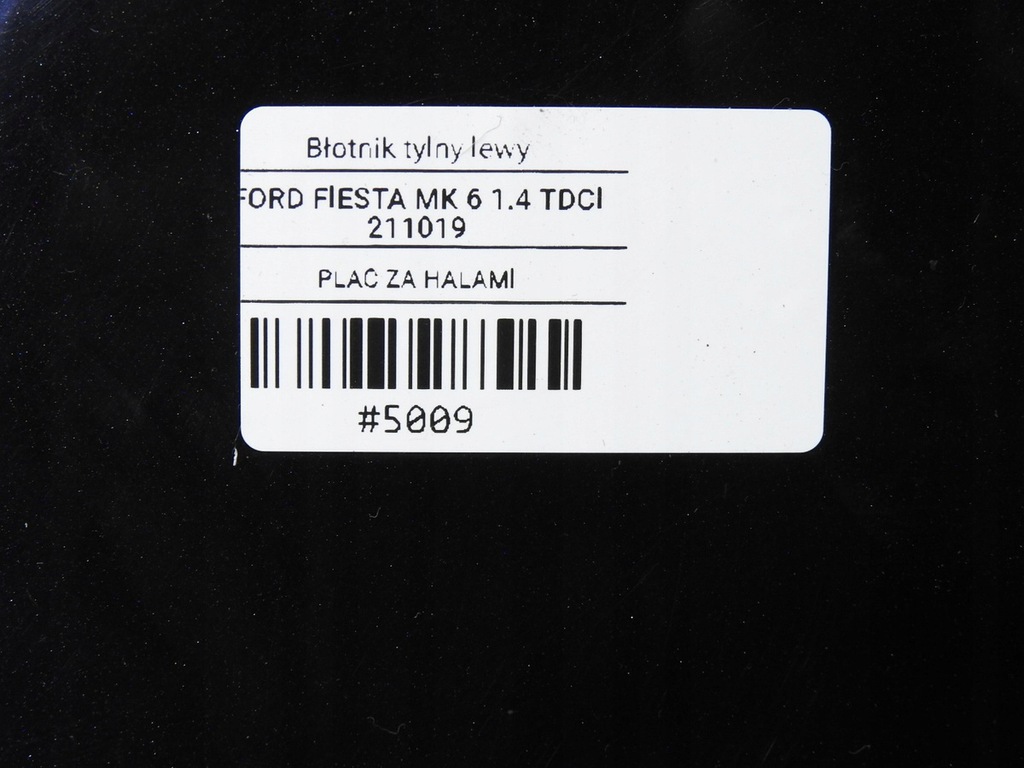 Błotnik tylny lewy
FORD FIESTA MK 6 1.4 TDCI
211019
PLAC ZA HALAMI
#5009